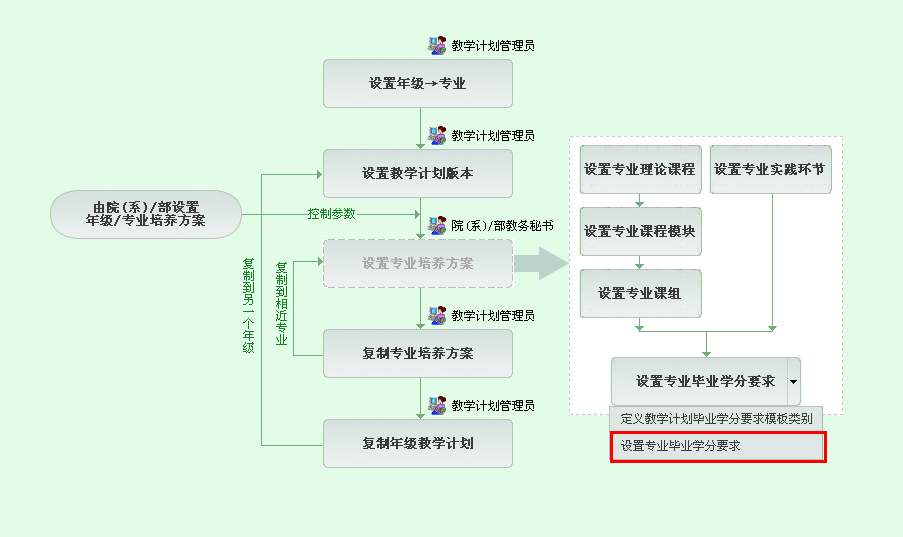 教学计划管理员
设置年级→专业
教学计划管理员
设置教学计划版本
由院(系)/部设置
年级/专业培养方案
控制参数
院(系)/部教务秘书
设置专业培养方案
复制到另一个年级
复制到相近专业
教学计划管理员
复制专业培养方案
教学计划管理员
复制年级教学计划
设置专业理论课程
设置专业实践环节
设置专业课程模块
设置专业课组
设置专业毕业学分要求
定义教学计划毕业学分要求模板类别
设置专业毕业学分要求